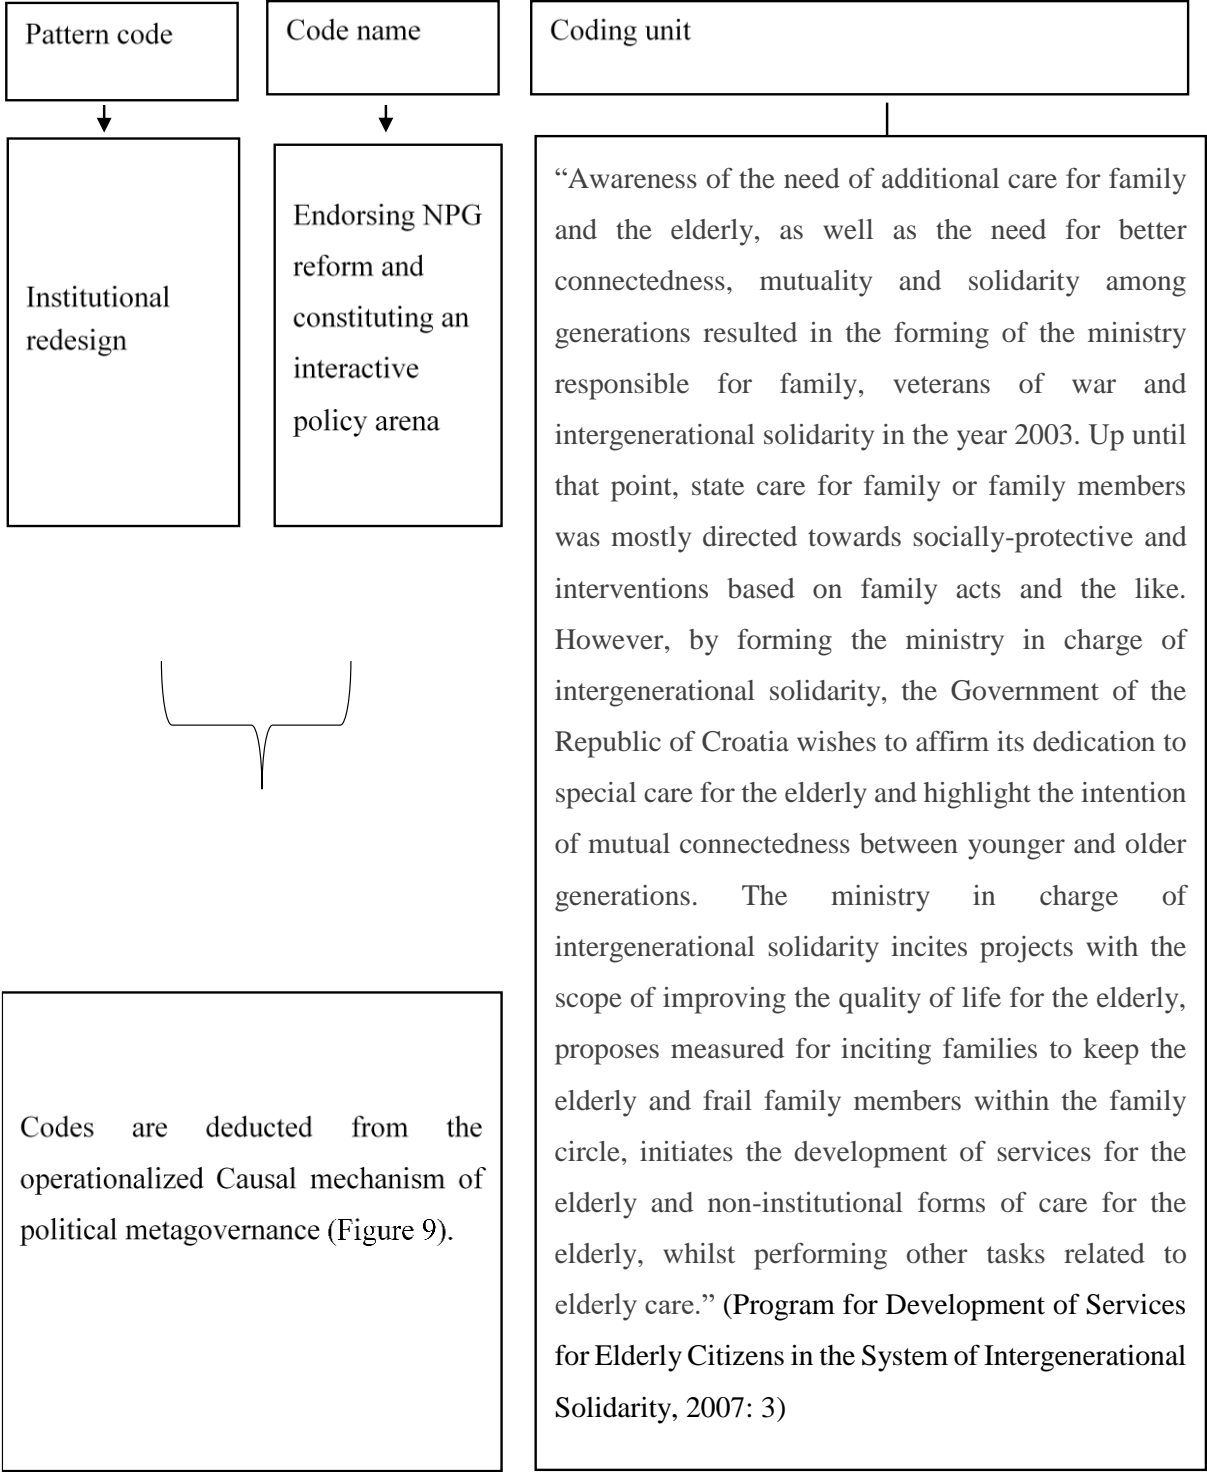 Pattern code
Code name
Coding unit
Institutional
redesign
Endorsing NPG
reform and
constituting an
interactive
policy arena
“Awareness of the need of additional care for family
and the elderly, as well as the need for better
connectedness, mutuality and solidarity among
generations resulted in the forming of the ministry
responsible for family, veterans of war and
intergenerational solidarity in the year 2003. Up until
that point, state care for family or family members
was mostly directed towards socially-protective and
interventions based on family acts and the like.
However, by forming the ministry in charge of
intergenerational solidarity, the Government of the
Republic of Croatia wishes to affirm its dedication to
special care for the elderly and highlight the intention
of mutual connectedness between younger and older
generations. The ministry in charge of
intergenerational solidarity incites projects with the
scope of improving the quality of life for the elderly,
proposes measured for inciting families to keep the
elderly and frail family members within the family
circle, initiates the development of services for the
elderly and non-institutional forms of care for the
elderly, whilst performing other tasks related to
elderly care.” (Program for Development of Services
for Elderly Citizens in the System of Intergenerational
Solidarity, 2007: 3)
Codes are deducted from the
operationalized Causal mechanism of
political metagovernance (Figure 9).